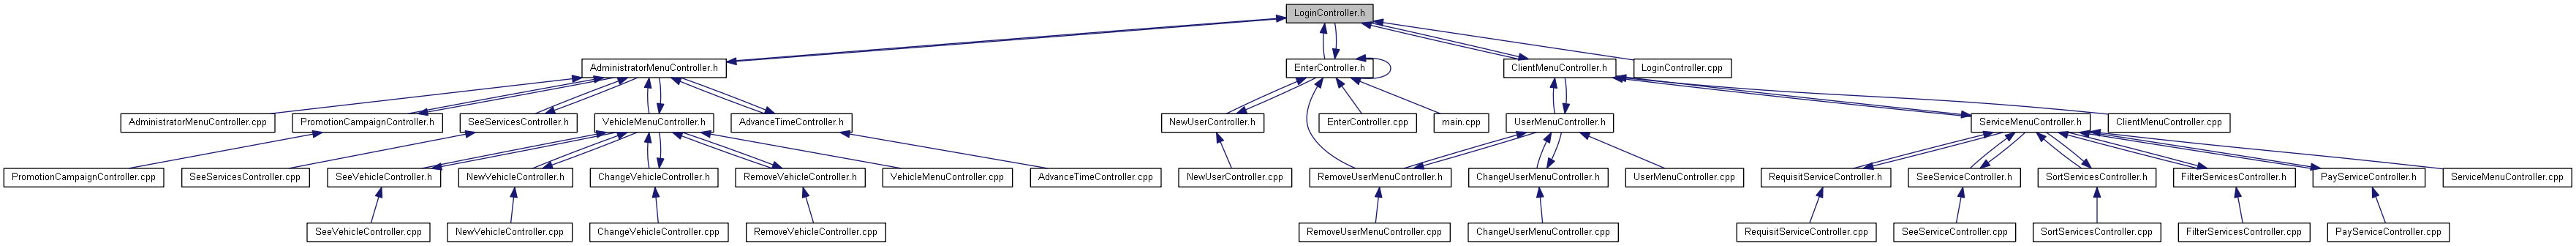 LoginController.h
AdministratorMenuController.h
EnterController.h
ClientMenuController.h
LoginController.cpp
AdministratorMenuController.cpp
PromotionCampaignController.h
SeeServicesController.h
VehicleMenuController.h
AdvanceTimeController.h
NewUserController.h
EnterController.cpp
main.cpp
UserMenuController.h
ServiceMenuController.h
ClientMenuController.cpp
PromotionCampaignController.cpp
SeeServicesController.cpp
SeeVehicleController.h
NewVehicleController.h
ChangeVehicleController.h
RemoveVehicleController.h
VehicleMenuController.cpp
AdvanceTimeController.cpp
NewUserController.cpp
RemoveUserMenuController.h
ChangeUserMenuController.h
UserMenuController.cpp
RequisitServiceController.h
SeeServiceController.h
SortServicesController.h
FilterServicesController.h
PayServiceController.h
ServiceMenuController.cpp
SeeVehicleController.cpp
NewVehicleController.cpp
ChangeVehicleController.cpp
RemoveVehicleController.cpp
RemoveUserMenuController.cpp
ChangeUserMenuController.cpp
RequisitServiceController.cpp
SeeServiceController.cpp
SortServicesController.cpp
FilterServicesController.cpp
PayServiceController.cpp